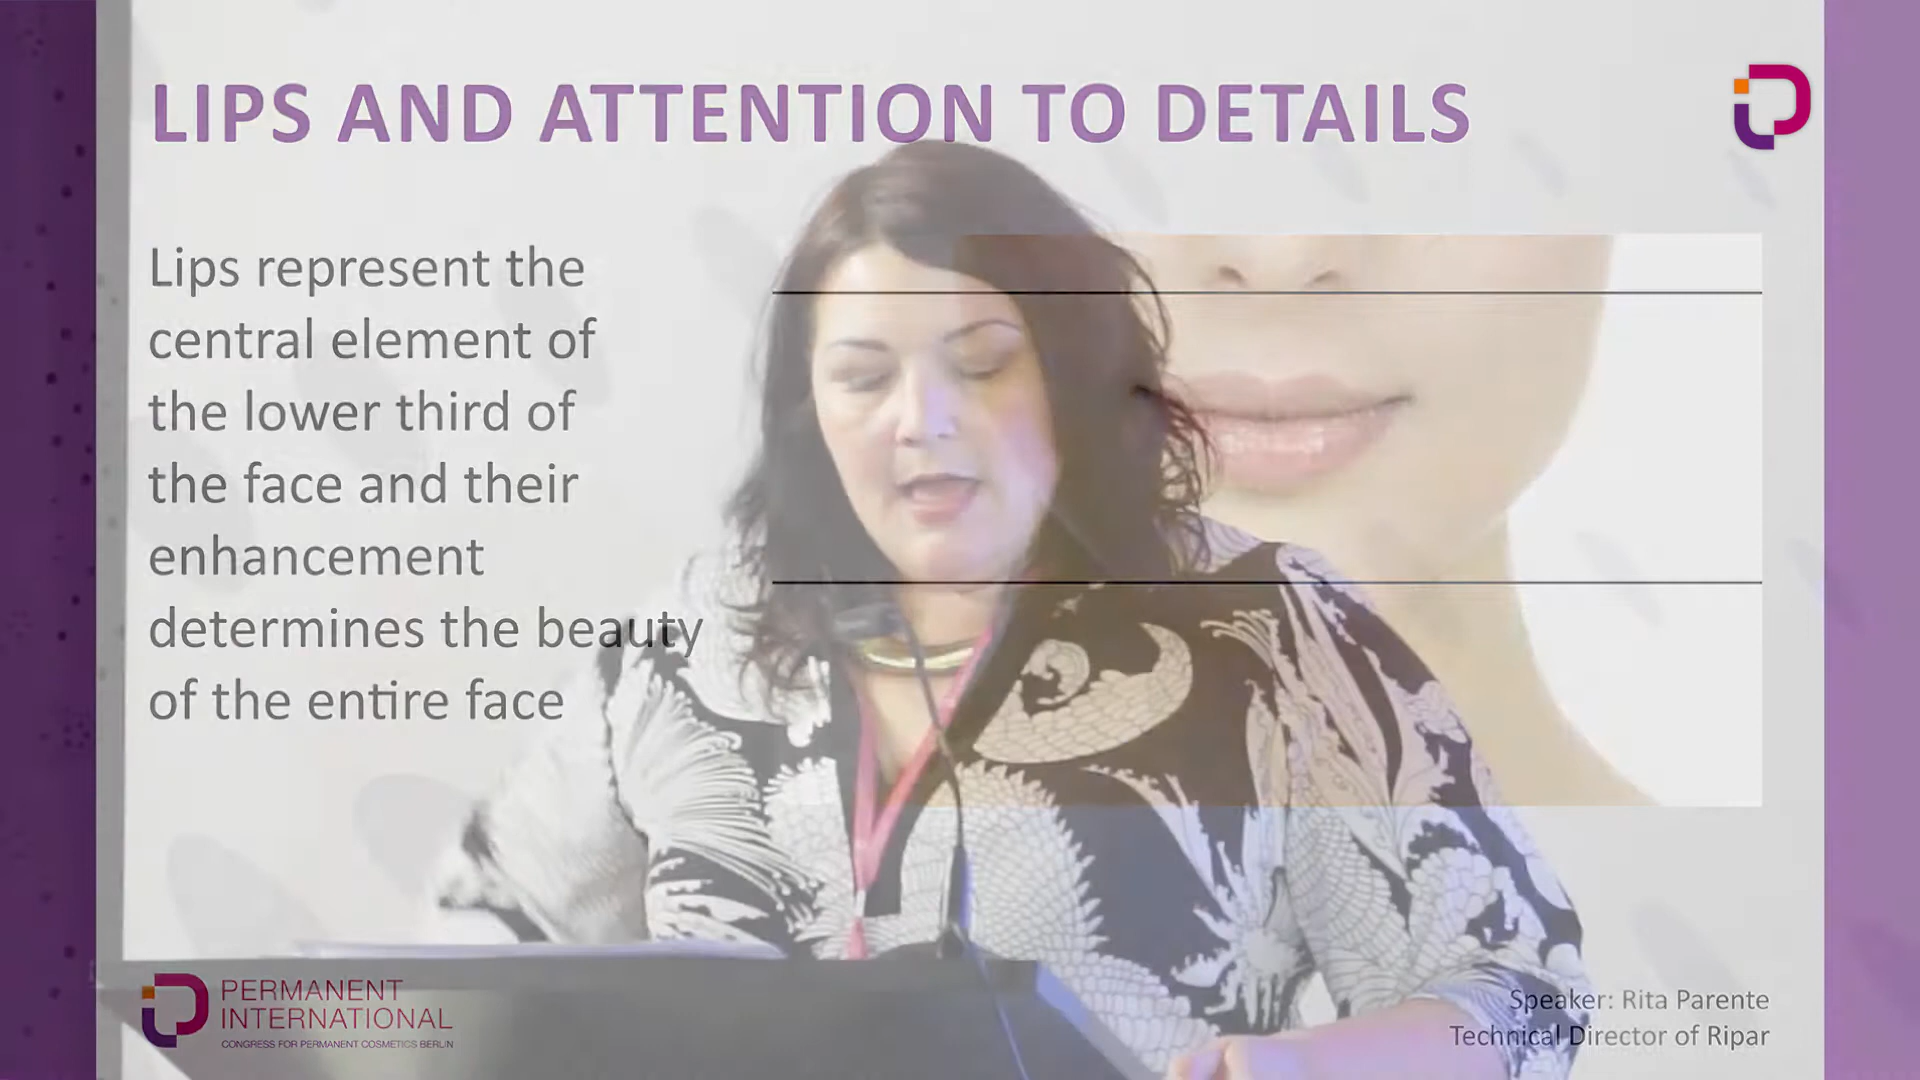 LIPS AND ATTENTION TO DETAILS
Lips represent the
central element of
the lower third of
the face and their
enhancement
determines the beauty
of the entire face
PERMANENT
INTERNATIONAL
CONGRESS FOR PERMANENT COSMETICS BERLIN
Speaker: Rita Parente
Technical Director of Ripar